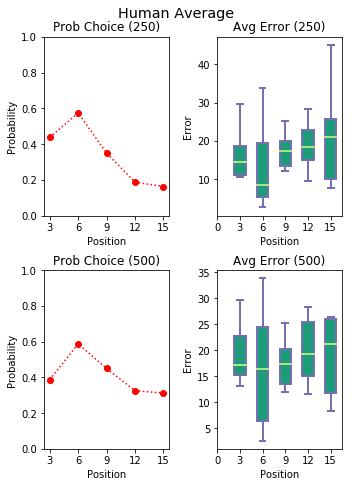 Human Average
Prob Choice (250)
Avg Error (250)
1.0
0.8
0.6
0.4
0.2
0.0
Probability
3 6 9 12 15
Position
40
30
20
10
Error
0 3 6 9 12 15
Position
Prob Choice (500)
Avg Error (500)
1.0
0.8
0.6
0.4
0.2
0.0
Probability
3 6 9 12 15
Position
35
30
25
20
15
10
5
Error
0 3 6 9 12 15
Position